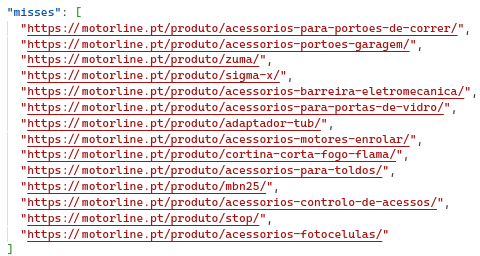 "misses": [
"https://motorline.pt/produto/acessorios-para-portoes-de-correr/",
"https://motorline.pt/produto/acessorios-portoes-garagem/",
"https://motorline.pt/produto/zuma/",
"https://motorline.pt/produto/sigma-x/",
"https://motorline.pt/produto/acessorios-barreira-eletromecanica/",
"https://motorline.pt/produto/acessorios-para-portas-de-vidro/",
"https://motorline.pt/produto/adaptador-tub/",
"https://motorline.pt/produto/acessorios-motores-enrolar/",
"https://motorline.pt/produto/cortina-corta-fogo-flama/",
"https://motorline.pt/produto/acessorios-para-toldos/",
"https://motorline.pt/produto/mbn25/",
"https://motorline.pt/produto/acessorios-controlo-de-acessos/",
"https://motorline.pt/produto/stop/",
"https://motorline.pt/produto/acessorios-fotocelulas/"
]